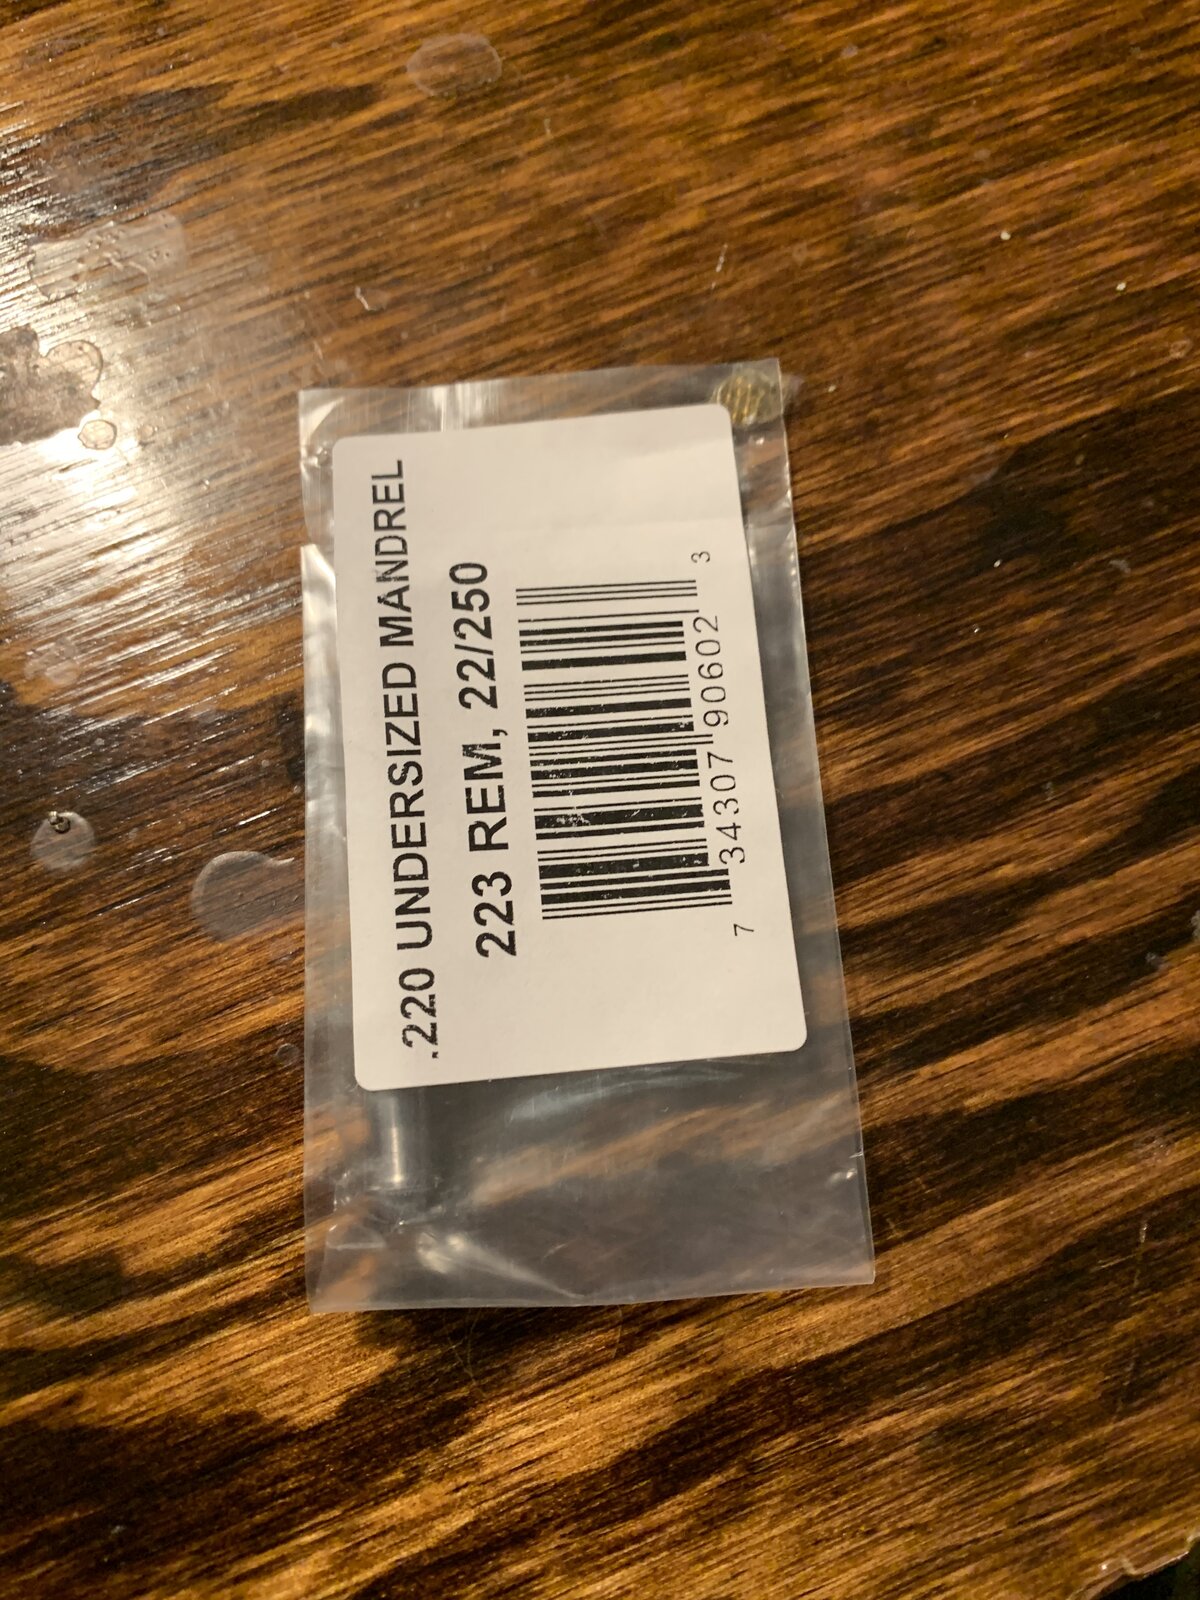 .220 UNDERSIZED MANDREL
223 REM, 22/250
7 34307 90602 3